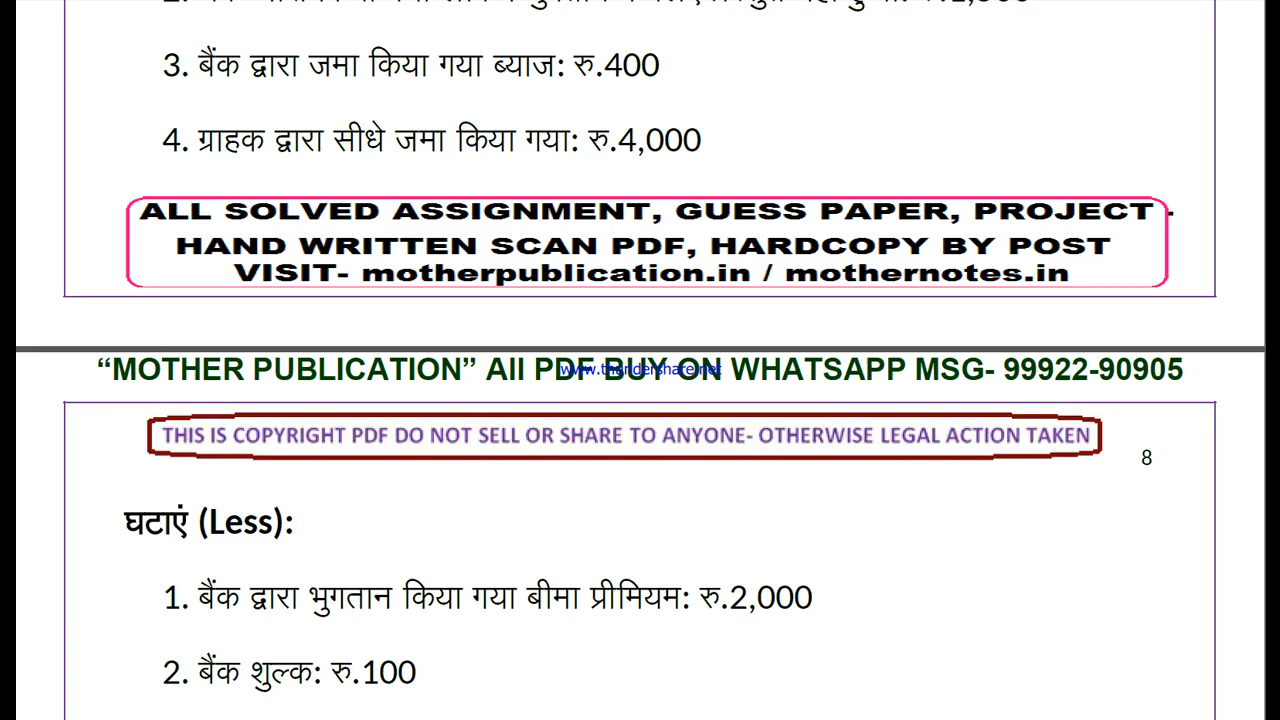 3. बैंक द्वारा जमा किया गया ब्याज: रु.400
4. ग्राहक द्वारा सीधे जमा किया गया: रु.4,000
ALL SOLVED ASSIGNMENT, GUESS PAPER, PROJECT -
HAND WRITTEN SCAN PDF, HARDCOPY BY POST
VISIT- motherpublication.in / mothernotes.in
“MOTHER PUBLICATION” All PDF BUY ON WHATSAPP MSG- 99922-90905
www.thundershare.net
THIS IS COPYRIGHT PDF DO NOT SELL OR SHARE TO ANYONE- OTHERWISE LEGAL ACTION TAKEN
8
घटाएं (Less):
1. बैंक द्वारा भुगतान किया गया बीमा प्रीमियम: रु.2,000
2. बैंक शुल्क: रु.100